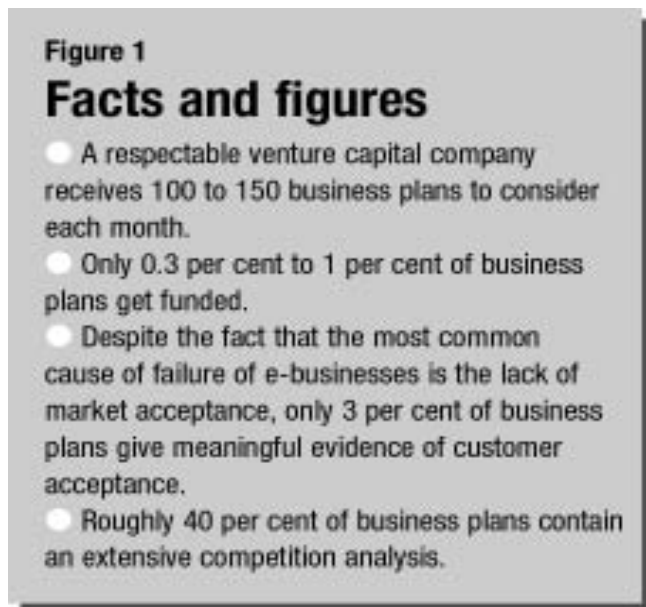 Figure 1
Facts and figures
A respectable venture capital company
receives 100 to 150 business plans to consider
each month.
Only 0.3 per cent to 1 per cent of business
plans get funded.
Despite the fact that the most common
cause of failure of e-businesses is the lack of
market acceptance, only 3 per cent of business
plans give meaningful evidence of customer
acceptance.
Roughly 40 per cent of business plans contain
an extensive competition analysis.